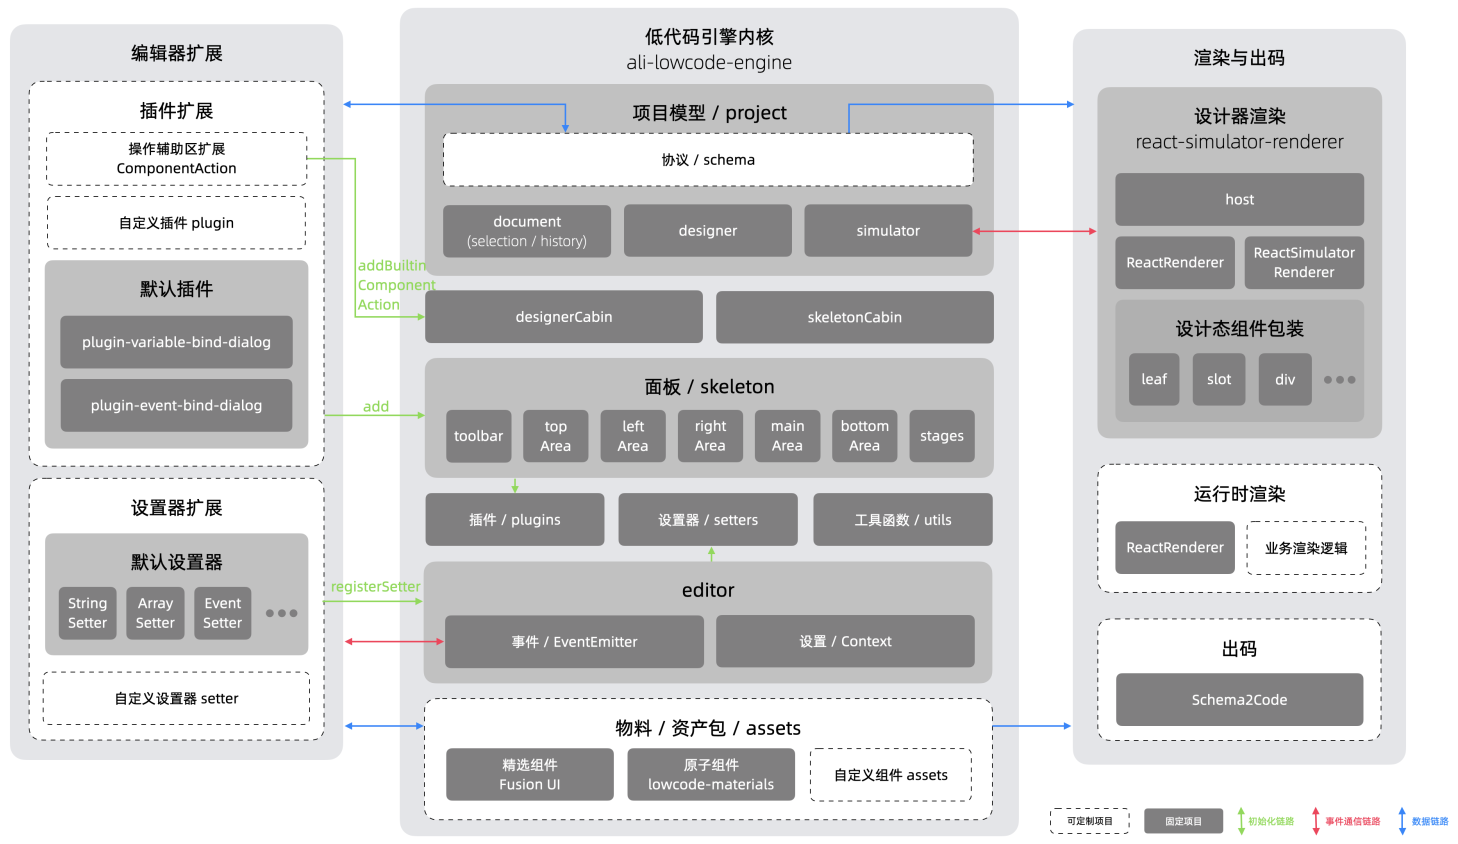 编辑器扩展
插件扩展
操作辅助区扩展
ComponentAction
自定义插件 plugin
默认插件
plugin-variable-bind-dialog
plugin-event-bind-dialog
设置器扩展
默认设置器
String
Setter
Array
Setter
Event
Setter
自定义设置器 setter
addBuiltin
Component
Action
add
registerSetter
低代码引擎内核
ali-lowcode-engine
项目模型 / project
协议 / schema
document
(selection / history)
designer
simulator
designerCabin
skeletonCabin
面板 / skeleton
toolbar
top
Area
left
Area
right
Area
main
Area
bottom
Area
stages
插件 / plugins
设置器 / setters
工具函数 / utils
editor
事件 / EventEmitter
设置 / Context
物料 / 资产包 / assets
精选组件
Fusion UI
原子组件
lowcode-materials
自定义组件 assets
渲染与出码
设计器渲染
react-simulator-renderer
host
ReactRenderer
ReactSimulator
Renderer
设计态组件包装
leaf
slot
div
运行时渲染
ReactRenderer
业务渲染逻辑
出码
Schema2Code
可定制项目
固定项目
初始化链路
事件通信链路
数据链路